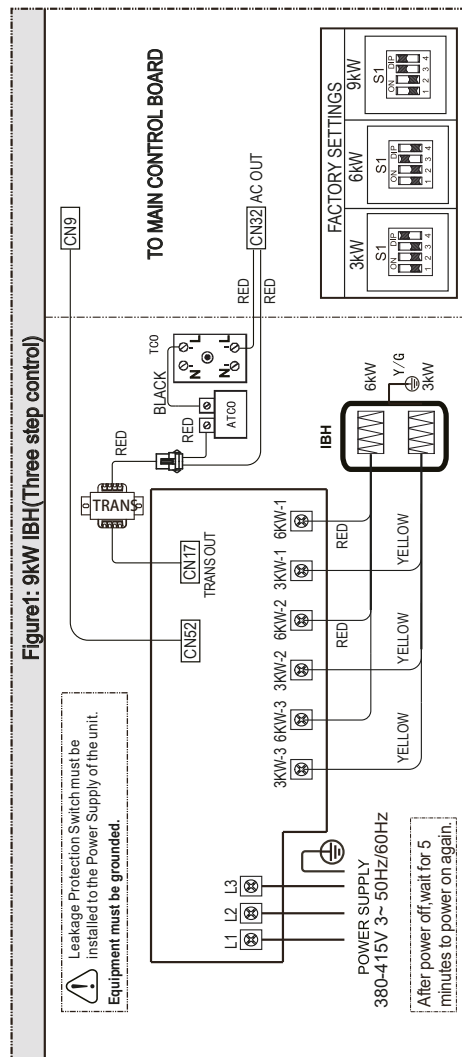 Figure1: 9kW IBH(Three step control)
Leakage Protection Switch must be
installed to the Power Supply of the unit.
Equipment must be grounded.
CN9
TO MAIN CONTROL BOARD
CN52
CN17
TRANS OUT
0 TRANS 0
RED
RED
BLACK
ATCO
TCO
N L
N L
RED
RED
CN32 AC OUT
L1 L2 L3
3KW-3 6KW-3 3KW-2 6KW-2 3KW-1 6KW-1
RED
RED
YELLOW
YELLOW
YELLOW
IBH
6kW
Y/G
3kW
POWER SUPPLY
380-415V 3~ 50Hz/60Hz
After power off,wait for 5
minutes to power on again.
FACTORY SETTINGS
3kW 6kW 9kW
S1 S1 S1
ON DIP ON DIP ON DIP
1 2 3 4 1 2 3 4 1 2 3 4